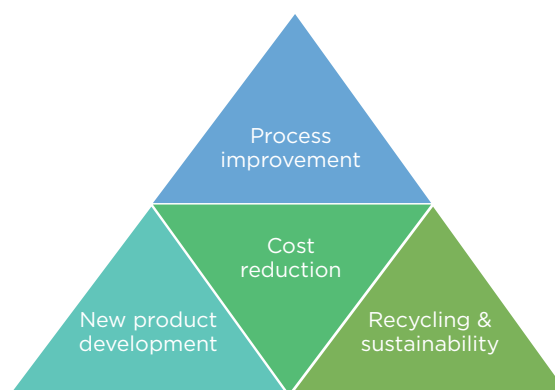 Process
improvement
Cost
reduction
New product
development
Recycling &
sustainability